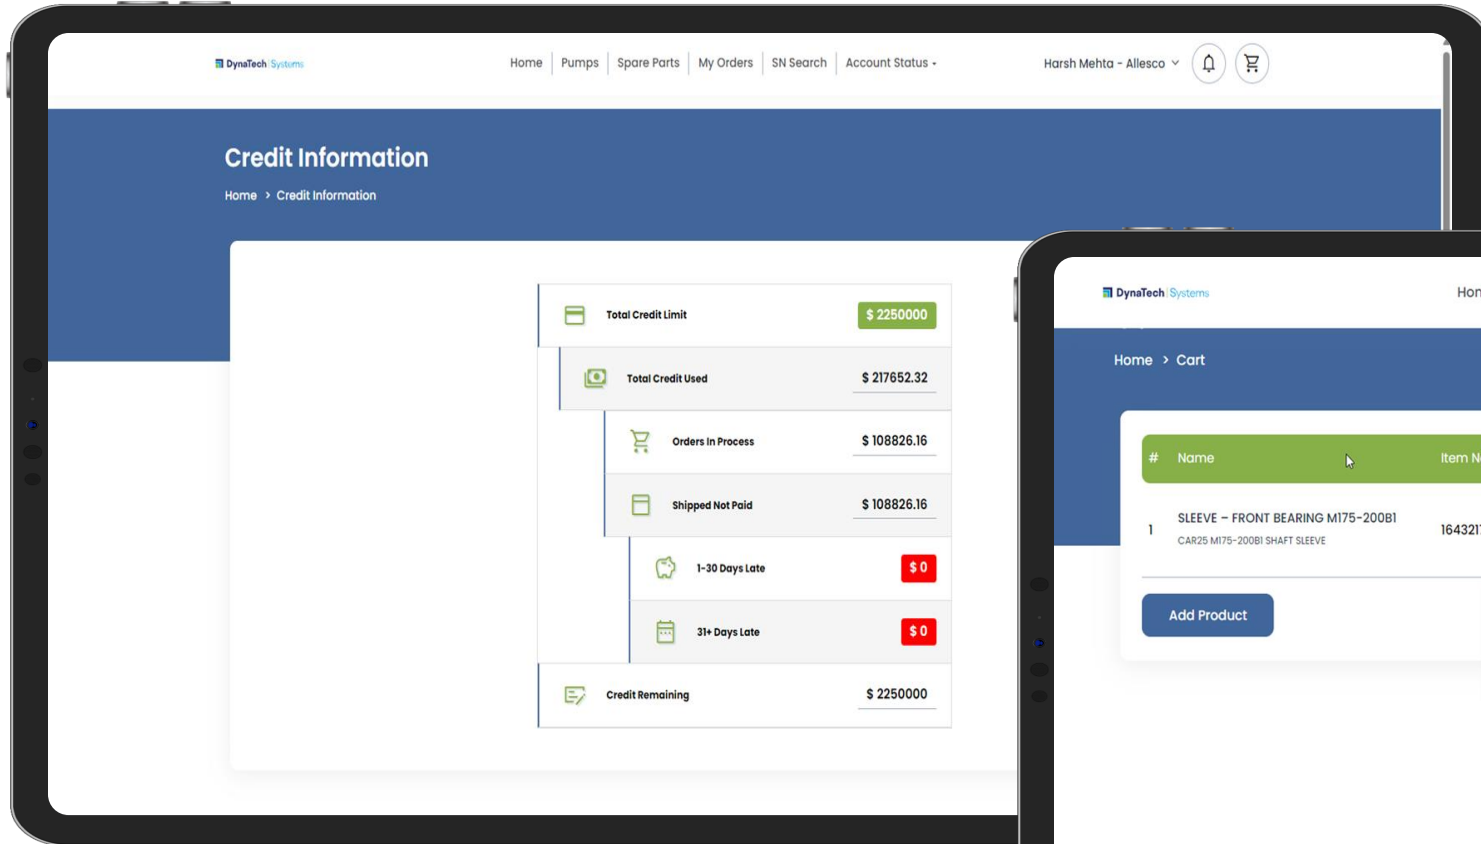 DynaTech Systems
Home Pumps Spare Parts My Orders SN Search Account Status
Harsh Mehta - Allesco
Credit Information
Home > Credit Information
Total Credit Limit $ 2250000
Total Credit Used $ 217652.32
Orders In Process $ 108826.16
Shipped Not Paid $ 108826.16
1-30 Days Late $ 0
31+ Days Late $ 0
Credit Remaining $ 2250000
DynaTech Systems
Home > Cart
# Name
1 SLEEVE – FRONT BEARING M175-200B1
CAR25 M175-200B1 SHAFT SLEEVE
Add Product